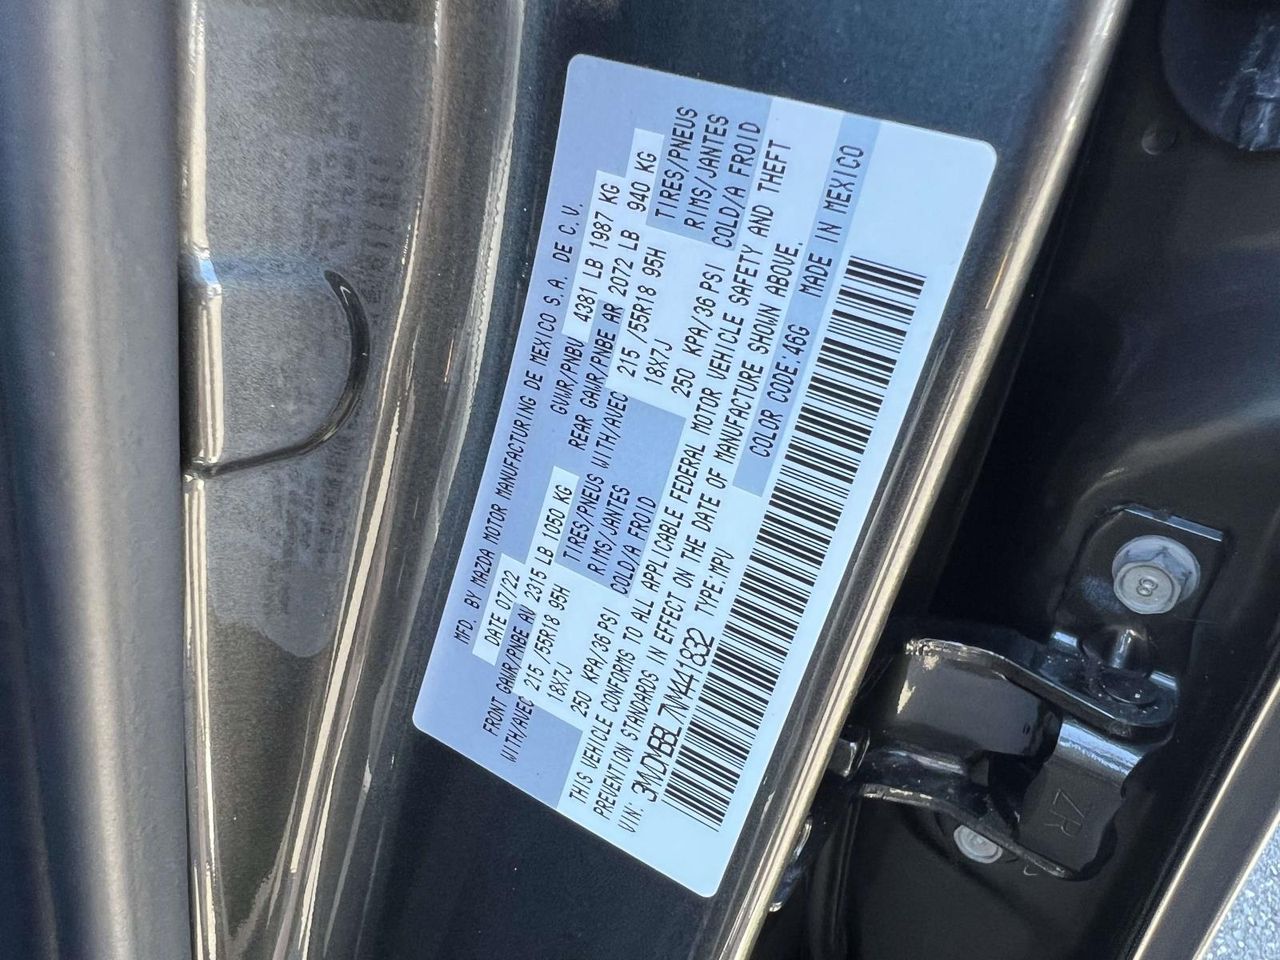 MFD. BY MAZDA MOTOR MANUFACTURING DE MEXICO S.A. DE C.V.
DATE 07/22 GVWR/PNBV 4381 LB 1987 KG
FRONT GAWR/PNBE AV 2315 LB 1050 KG REAR GAWR/PNBE AR 2072 LB 940 KG
WITH/AVEC 215 /55R18 95H TIRES/PNEUS WITH/AVEC 215 /55R18 95H TIRES/PNEUS
18X7J RIMS/JANTES 18X7J RIMS/JANTES
250 KPA/36 PSI COLD/A FROID 250 KPA/36 PSI COLD/A FROID
THIS VEHICLE CONFORMS TO ALL APPLICABLE FEDERAL MOTOR VEHICLE SAFETY AND THEFT
PREVENTION STANDARDS IN EFFECT ON THE DATE OF MANUFACTURE SHOWN ABOVE.
VIN: 3MVDMBBL7NM441832 TYPE:MPV COLOR CODE:46G MADE IN MEXICO
8
ZR